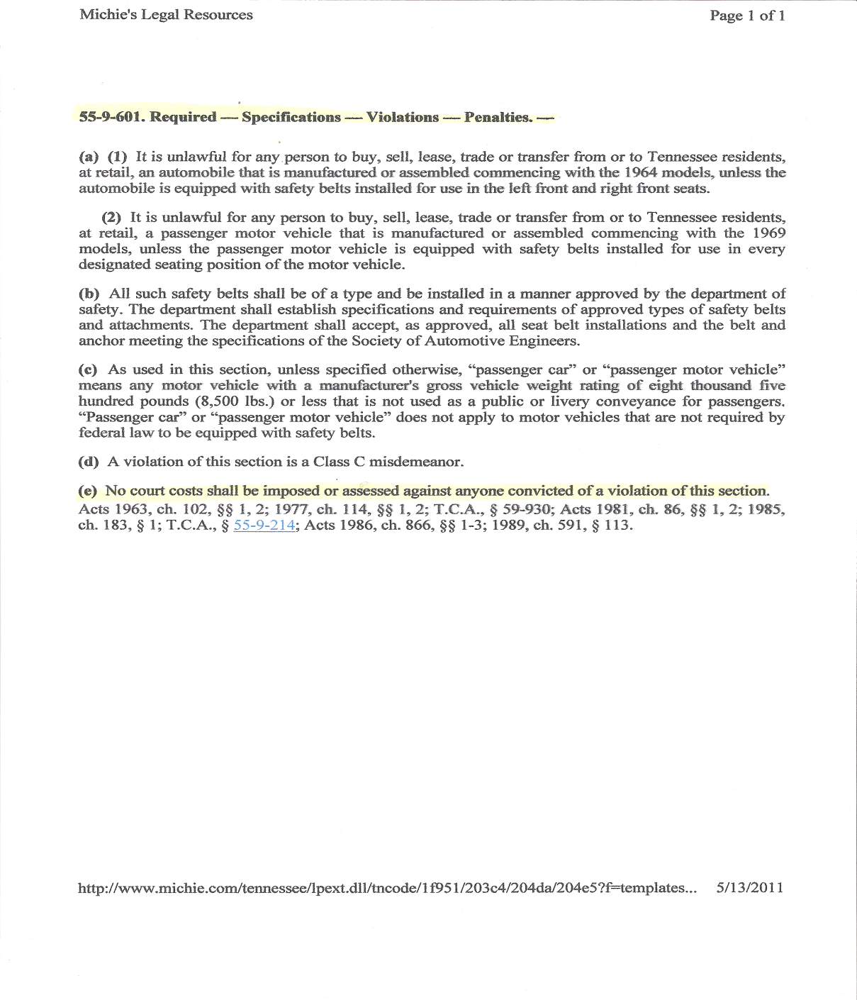 Michie's Legal Resources Page 1 of 1
55-9-601. Required — Specifications — Violations — Penalties. —
(a) (1) It is unlawful for any person to buy, sell, lease, trade or transfer from or to Tennessee residents,
at retail, an automobile that is manufactured or assembled commencing with the 1964 models, unless the
automobile is equipped with safety belts installed for use in the left front and right front seats.
(2) It is unlawful for any person to buy, sell, lease, trade or transfer from or to Tennessee residents,
at retail, a passenger motor vehicle that is manufactured or assembled commencing with the 1969
models, unless the passenger motor vehicle is equipped with safety belts installed for use in every
designated seating position of the motor vehicle.
(b) All such safety belts shall be of a type and be installed in a manner approved by the department of
safety. The department shall establish specifications and requirements of approved types of safety belts
and attachments. The department shall accept, as approved, all seat belt installations and the belt and
anchor meeting the specifications of the Society of Automotive Engineers.
(c) As used in this section, unless specified otherwise, “passenger car” or “passenger motor vehicle”
means any motor vehicle with a manufacturer's gross vehicle weight rating of eight thousand five
hundred pounds (8,500 lbs.) or less that is not used as a public or livery conveyance for passengers.
“Passenger car” or “passenger motor vehicle” does not apply to motor vehicles that are not required by
federal law to be equipped with safety belts.
(d) A violation of this section is a Class C misdemeanor.
(e) No court costs shall be imposed or assessed against anyone convicted of a violation of this section.
Acts 1963, ch. 102, §§ 1, 2; 1977, ch. 114, §§ 1, 2; T.C.A., § 59-930; Acts 1981, ch. 86, §§ 1, 2; 1985,
ch. 183, § 1; T.C.A., § 55-9-214; Acts 1986, ch. 866, §§ 1-3; 1989, ch. 591, § 113.
http://www.michie.com/tennessee/lpext.dll/tncode/1f951/203c4/204da/204e5?f=templates... 5/13/2011